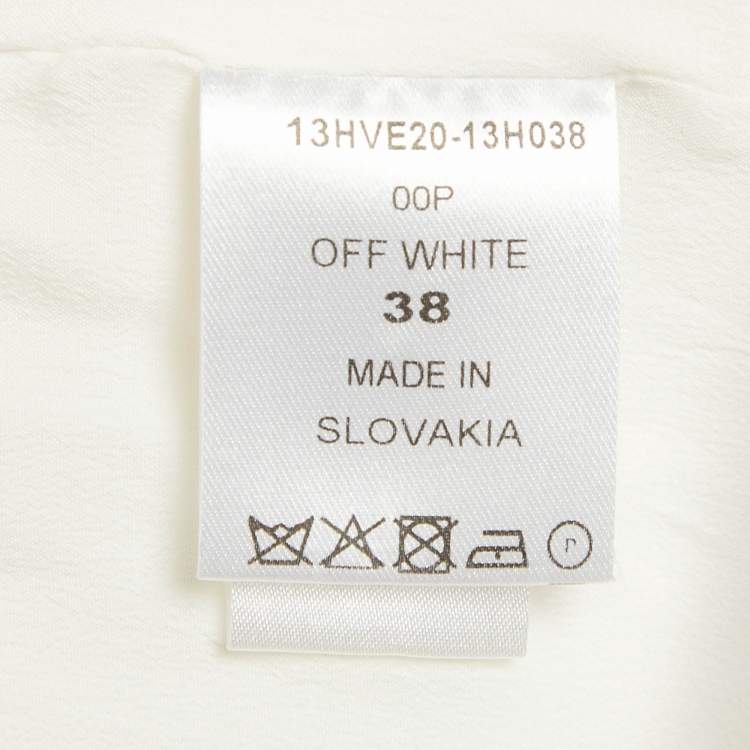 13HVE20-13H038
00P
OFF WHITE
38
MADE IN
SLOVAKIA
r